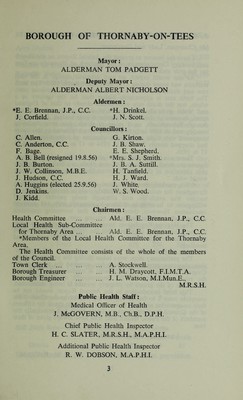 BOROUGH OF THORNABY-ON-TEES
Mayor:
ALDERMAN TOM PADGETT
Deputy Mayor:
ALDERMAN ALBERT NICHOLSON
Aldermen:
*E. E. Brennan, J.P., C.C. *H. Drinkel.
J. Corfield. J. N. Scott.
Councillors:
C. Allen. G. Kirton.
C. Anderton, C.C. J. B. Shaw.
F. Bage. E. E. Shepherd.
A. B. Bell (resigned 19.8.56) *Mrs. S. J. Smith.
J. B. Burton. J. B. A. Suttill.
J. W. Collinson, M.B.E. H. Tanfield.
J. Hudson, C.C. H. J. Ward.
A. Huggins (elected 25.9.56) J. White.
D. Jenkins. W. S. Wood.
J. Kidd.
Chairmen:
Health Committee ... ... Ald. E. E. Brennan, J.P., C.C.
Local Health Sub-Committee
for Thornaby Area ... Ald. E. E. Brennan, J.P., C.C.
*Members of the Local Health Committee for the Thornaby
Area.
The Health Committee consists of the whole of the members
of the Council.
Town Clerk ... ... A. Stockwell.
Borough Treasurer ... ... H. M. Draycott, F.I.M.T.A.
Borough Engineer ... ... J. L. Watson, M.I.Mun.E.,
M.R.S.H.
Public Health Staff:
Medical Officer of Health
J. McGOVERN, M.B., Ch.B., D.P.H.
Chief Public Health Inspector
H. C. SLATER, M.R.S.H., M.A.P.H.I.
Additional Public Health Inspector
R. W. DOBSON, M.A.P.H.I.
3